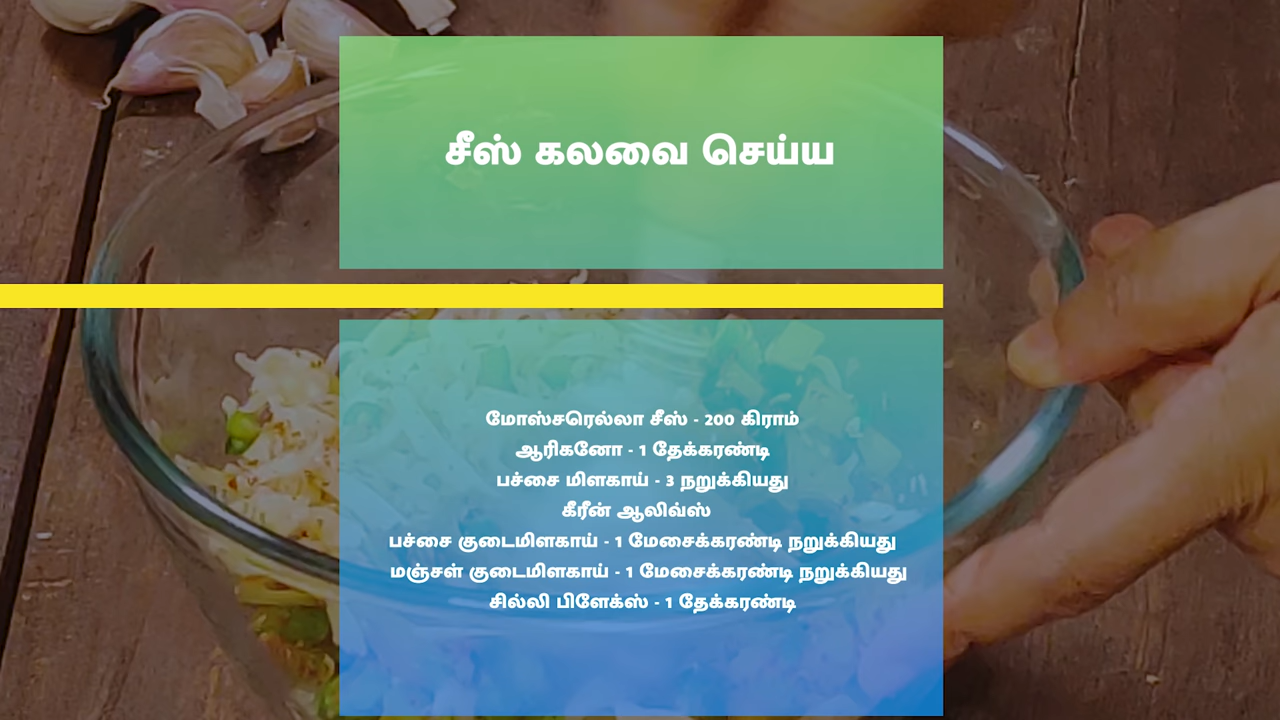 சீஸ் கலவை செய்ய
மோஸ்சரெல்லா சீஸ் - 200 கிராம்
ஆரிகனோ - 1 தேக்கரண்டி
பச்சை மிளகாய் - 3 நறுக்கியது
கீரீன் ஆலிவ்ஸ்
பச்சை குடைமிளகாய் - 1 மேசைக்கரண்டி நறுக்கியது
மஞ்சள் குடைமிளகாய் - 1 மேசைக்கரண்டி நறுக்கியது
சில்லி பிளேக்ஸ் - 1 தேக்கரண்டி